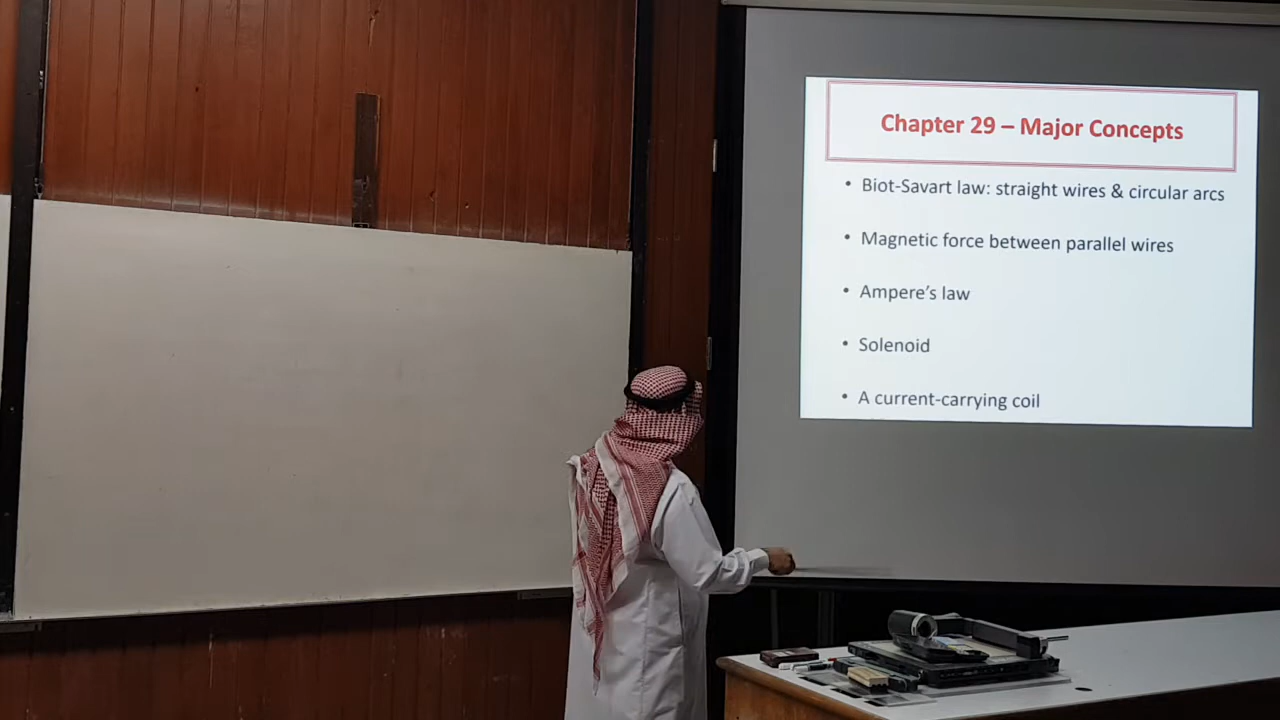 Chapter 29 – Major Concepts
• Biot-Savart law: straight wires & circular arcs
• Magnetic force between parallel wires
• Ampere's law
• Solenoid
• A current-carrying coil